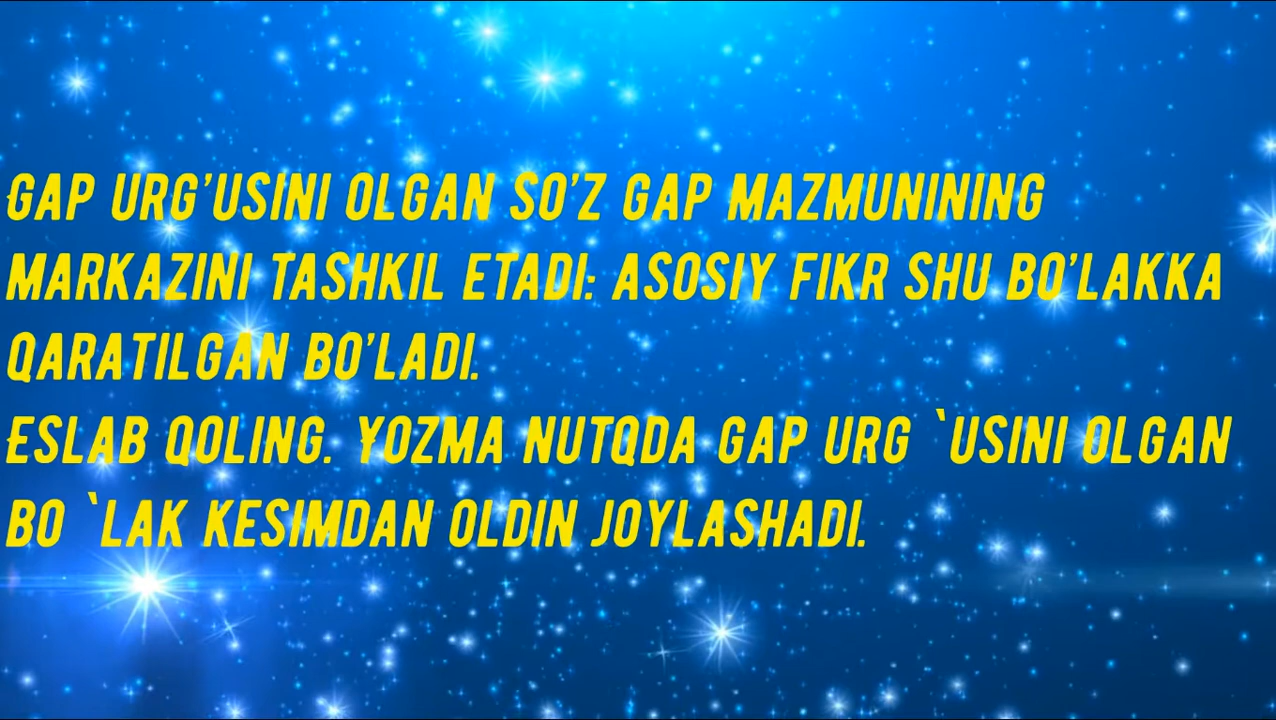 GAP URG'USINI OLGAN SO'Z GAP MAZMUNINING
MARKAZINI TASHKIL ETADI: ASOSIY FIKR SHU BO'LAKKA
QARATILGAN BO'LADI.
ESLAB QOLING. YOZMA NUTQDA GAP URG `USINI OLGAN
BO `LAK KESIMDAN OLDIN JOYLASHADI.